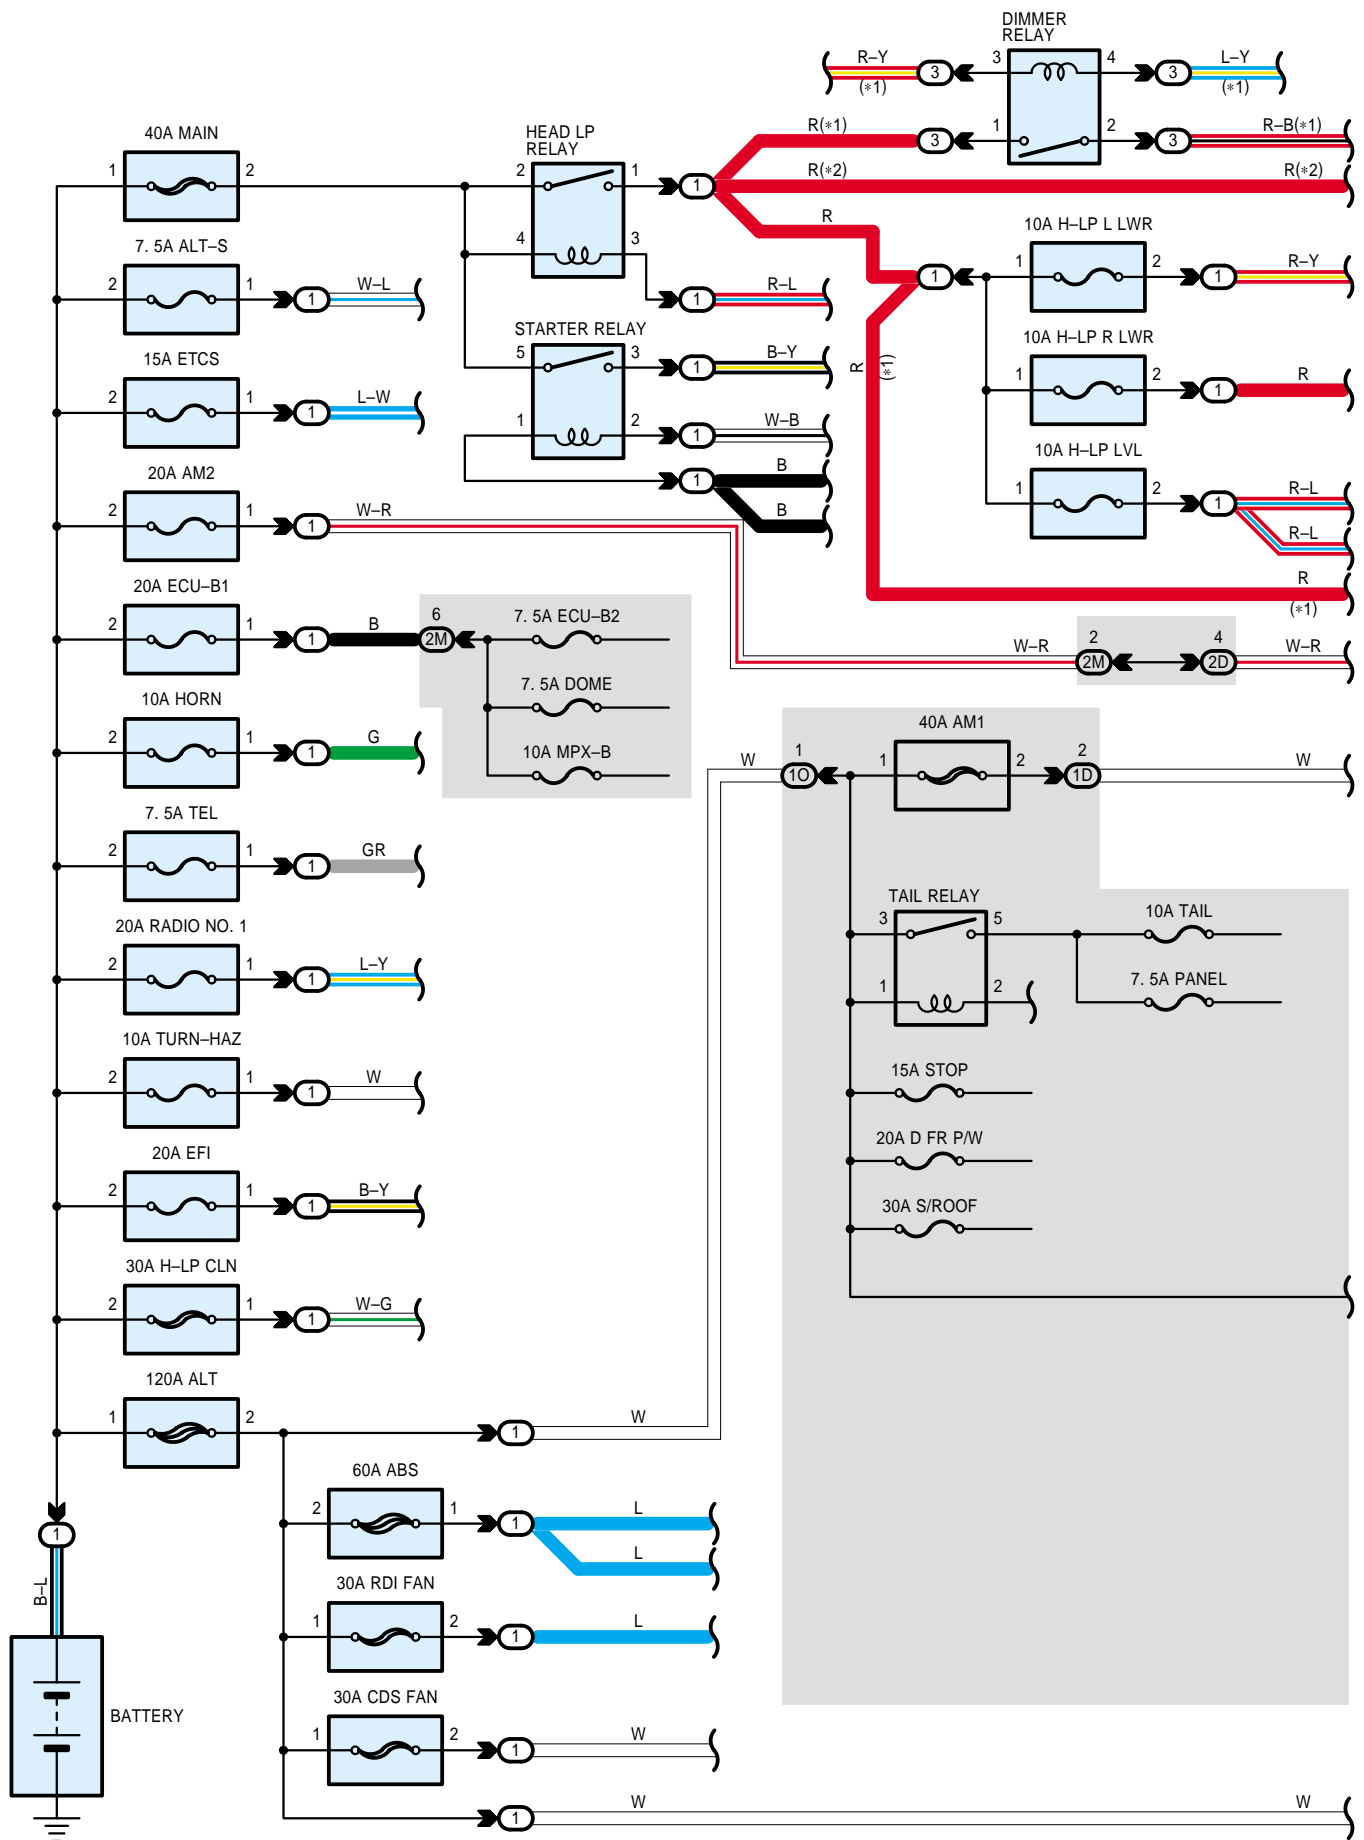 DIMMER
RELAY
R–Y
(*1)
3
3
4
3
L–Y
(*1)
R(*1)
3
1
2
3
R–B(*1)
40A MAIN
1
2
HEAD LP
RELAY
2
1
1
R(*2)
R(*2)
4
3
R
7. 5A ALT–S
2
1
1
W–L
1
R–L
1
10A H–LP L LWR
1
2
1
R–Y
STARTER RELAY
5
3
1
B–Y
R
(*1)
10A H–LP R LWR
1
2
1
R
15A ETCS
2
1
1
L–W
1
2
1
W–B
1
B
B
10A H–LP LVL
1
2
1
R–L
R–L
20A AM2
2
1
1
W–R
R
(*1)
20A ECU–B1
2
1
1
B
6
2M
7. 5A ECU–B2
7. 5A DOME
10A MPX–B
W–R
2
2M
4
2D
W–R
10A HORN
2
1
1
G
W
1
1O
40A AM1
1
2
2
1D
W
7. 5A TEL
2
1
1
GR
TAIL RELAY
3
5
1
2
10A TAIL
7. 5A PANEL
20A RADIO NO. 1
2
1
1
L–Y
10A TURN–HAZ
2
1
1
W
15A STOP
20A D FR P/W
30A S/ROOF
20A EFI
2
1
1
B–Y
30A H–LP CLN
2
1
1
W–G
120A ALT
1
2
1
W
60A ABS
2
1
1
L
L
1
B–L
30A RDI FAN
1
2
1
L
BATTERY
30A CDS FAN
1
2
1
W
1
W
W